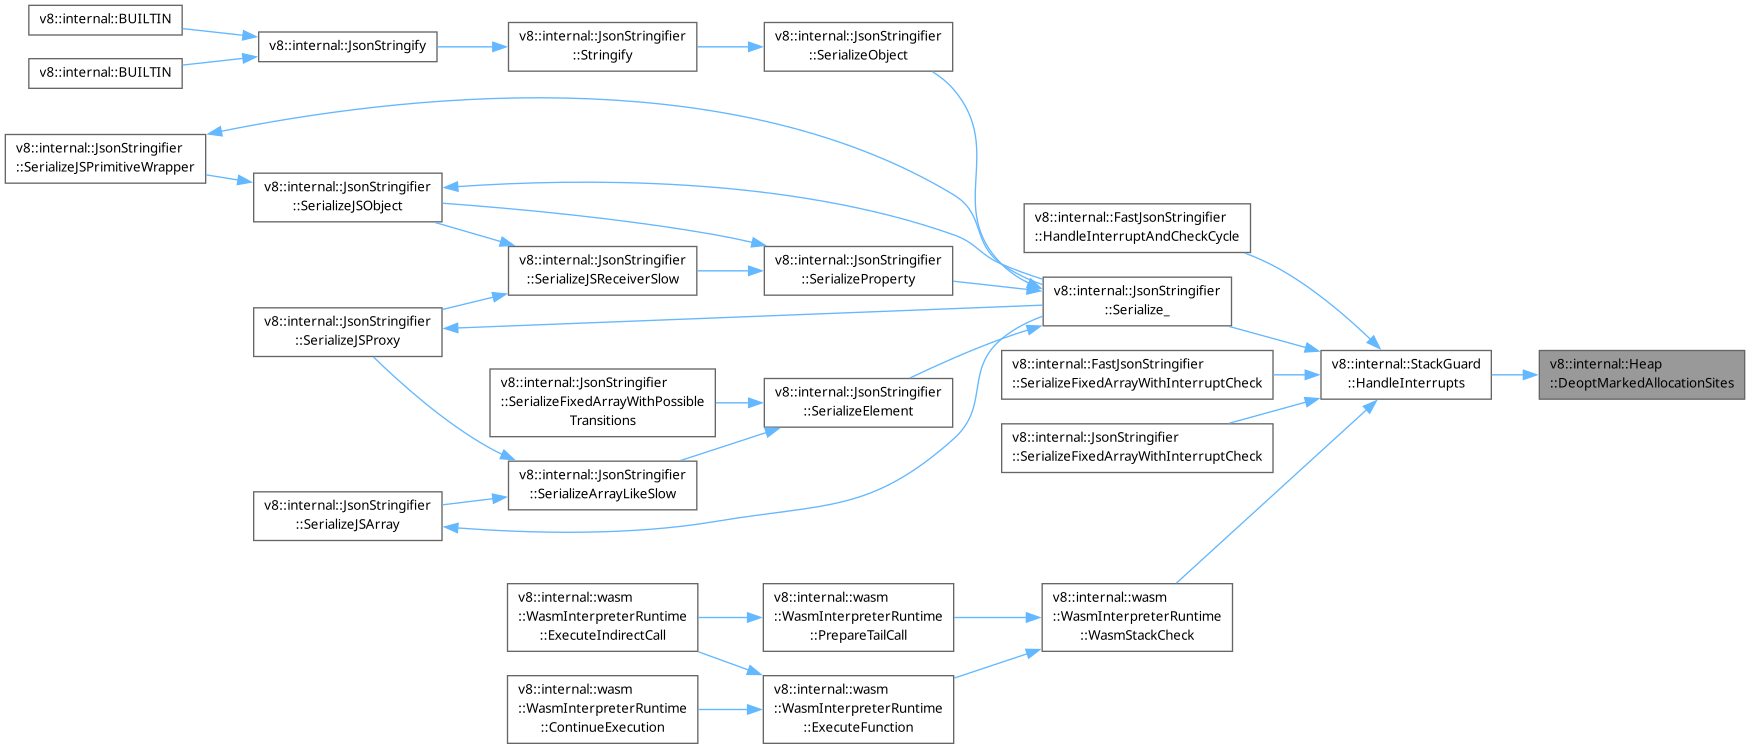 v8::internal::BUILTIN
v8::internal::JsonStringify
v8::internal::BUILTIN
v8::internal::JsonStringifier
::Stringify
v8::internal::JsonStringifier
::SerializeObject
v8::internal::JsonStringifier
::SerializeJSPrimitiveWrapper
v8::internal::JsonStringifier
::SerializeJSObject
v8::internal::JsonStringifier
::SerializeJSReceiverSlow
v8::internal::JsonStringifier
::SerializeProperty
v8::internal::FastJsonStringifier
::HandleInterruptAndCheckCycle
v8::internal::JsonStringifier
::Serialize_
v8::internal::JsonStringifier
::SerializeJSProxy
v8::internal::FastJsonStringifier
::SerializeFixedArrayWithInterruptCheck
v8::internal::StackGuard
::HandleInterrupts
v8::internal::Heap
::DeoptMarkedAllocationSites
v8::internal::JsonStringifier
::SerializeFixedArrayWithPossible
Transitions
v8::internal::JsonStringifier
::SerializeElement
v8::internal::JsonStringifier
::SerializeFixedArrayWithInterruptCheck
v8::internal::JsonStringifier
::SerializeArrayLikeSlow
v8::internal::JsonStringifier
::SerializeJSArray
v8::internal::wasm
::WasmInterpreterRuntime
::ExecuteIndirectCall
v8::internal::wasm
::WasmInterpreterRuntime
::PrepareTailCall
v8::internal::wasm
::WasmInterpreterRuntime
::WasmStackCheck
v8::internal::wasm
::WasmInterpreterRuntime
::ContinueExecution
v8::internal::wasm
::WasmInterpreterRuntime
::ExecuteFunction